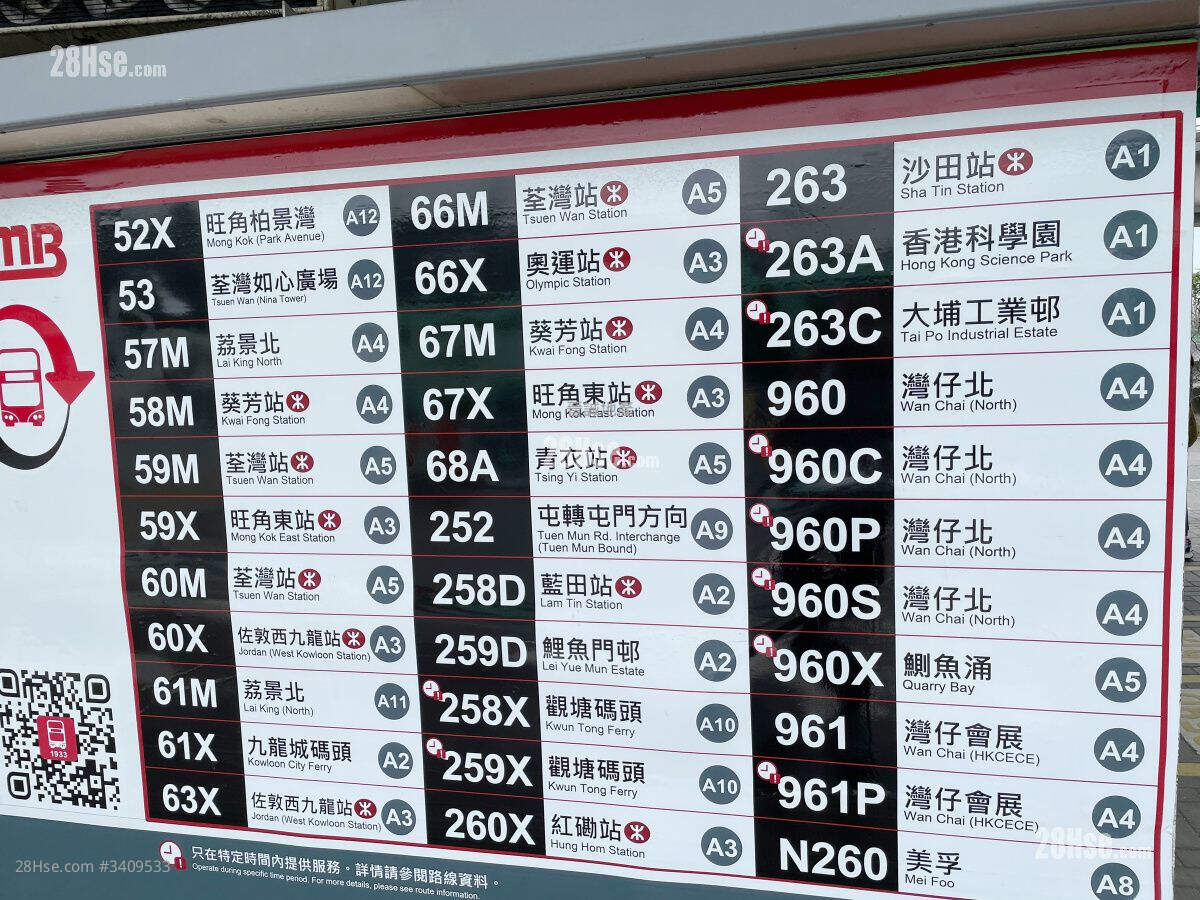 28Hse.com
MB
52X
旺角柏景灣
Mong Kok (Park Avenue)
A12
53
荃灣如心廣場
Tsuen Wan (Nina Tower)
A12
57M
荔景北
Lai King North
A4
58M
葵芳站
Kwai Fong Station
A4
59M
荃灣站
Tsuen Wan Station
A5
59X
旺角東站
Mong Kok East Station
A3
60M
荃灣站
Tsuen Wan Station
A5
60X
佐敦西九龍站
Jordan (West Kowloon Station)
A3
61M
荔景北
Lai King (North)
A11
61X
九龍城碼頭
Kowloon City Ferry
A2
63X
佐敦西九龍站
Jordan (West Kowloon Station)
A3
66M
荃灣站
Tsuen Wan Station
A5
66X
奧運站
Olympic Station
A3
67M
葵芳站
Kwai Fong Station
A4
67X
旺角東站
Mong Kok East Station
A3
68A
青衣站
Tsing Yi Station
A5
252
屯轉屯門方向
Tuen Mun Rd. Interchange
(Tuen Mun Bound)
A9
258D
藍田站
Lam Tin Station
A2
259D
鯉魚門邨
Lei Yue Mun Estate
A2
258X
觀塘碼頭
Kwun Tong Ferry
A10
259X
觀塘碼頭
Kwun Tong Ferry
A10
260X
紅磡站
Hung Hom Station
A3
263
沙田站
Sha Tin Station
A1
263A
香港科學園
Hong Kong Science Park
A1
263C
大埔工業邨
Tai Po Industrial Estate
A1
960
灣仔北
Wan Chai (North)
A4
960C
灣仔北
Wan Chai (North)
A4
960P
灣仔北
Wan Chai (North)
A4
960S
灣仔北
Wan Chai (North)
A4
960X
鰂魚涌
Quarry Bay
A5
961
灣仔會展
Wan Chai (HKCECE)
A4
961P
灣仔會展
Wan Chai (HKCECE)
A4
N260
美孚
Mei Foo
A8
1933
只在特定時間內提供服務。詳情請參閱路線資料。
Operate during specific time period. For more details, please see route information.
28Hse.com #3409533
28Hse.com
28Hse.com